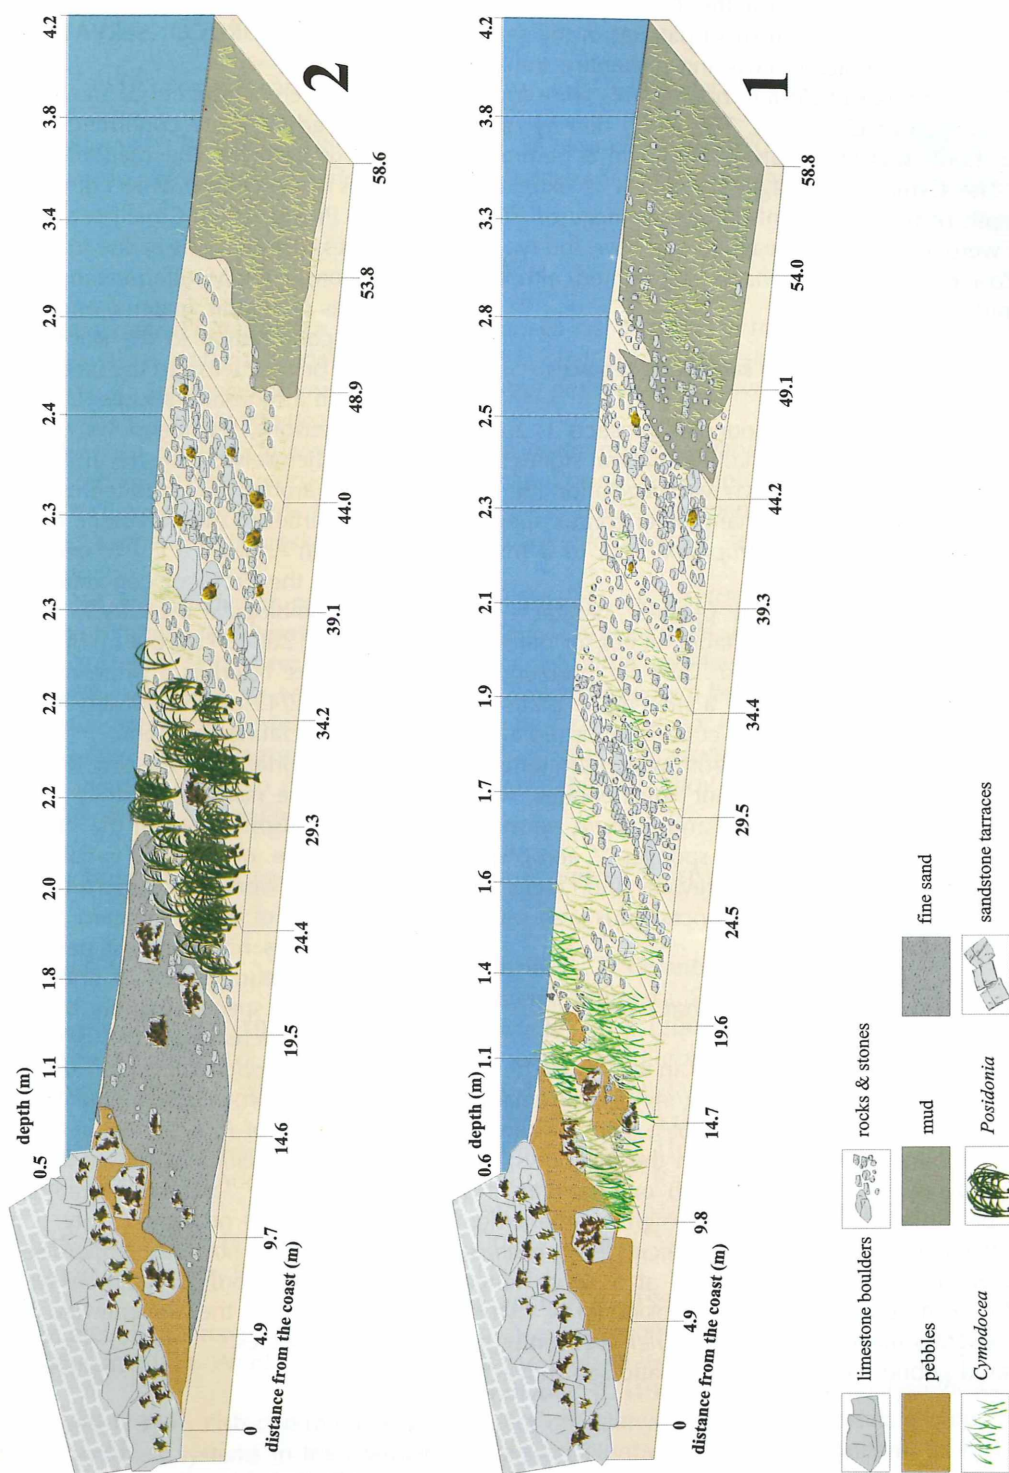 depth (m)
0.5 1.1 1.8 2.0 2.2 2.2 2.3 2.3 2.4 2.9 3.4 3.8 4.2
2
0 4.9 9.7 14.6 19.5 24.4 29.3 34.2 39.1 44.0 48.9 53.8 58.6
distance from the coast (m)
depth (m)
0.6 1.1 1.4 1.6 1.7 1.9 2.1 2.3 2.5 2.8 3.3 3.8 4.2
1
0 4.9 9.8 14.7 19.6 24.5 29.5 34.4 39.3 44.2 49.1 54.0 58.8
distance from the coast (m)
limestone boulders rocks & stones
pebbles mud fine sand
Cymodocea Posidonia sandstone tarraces